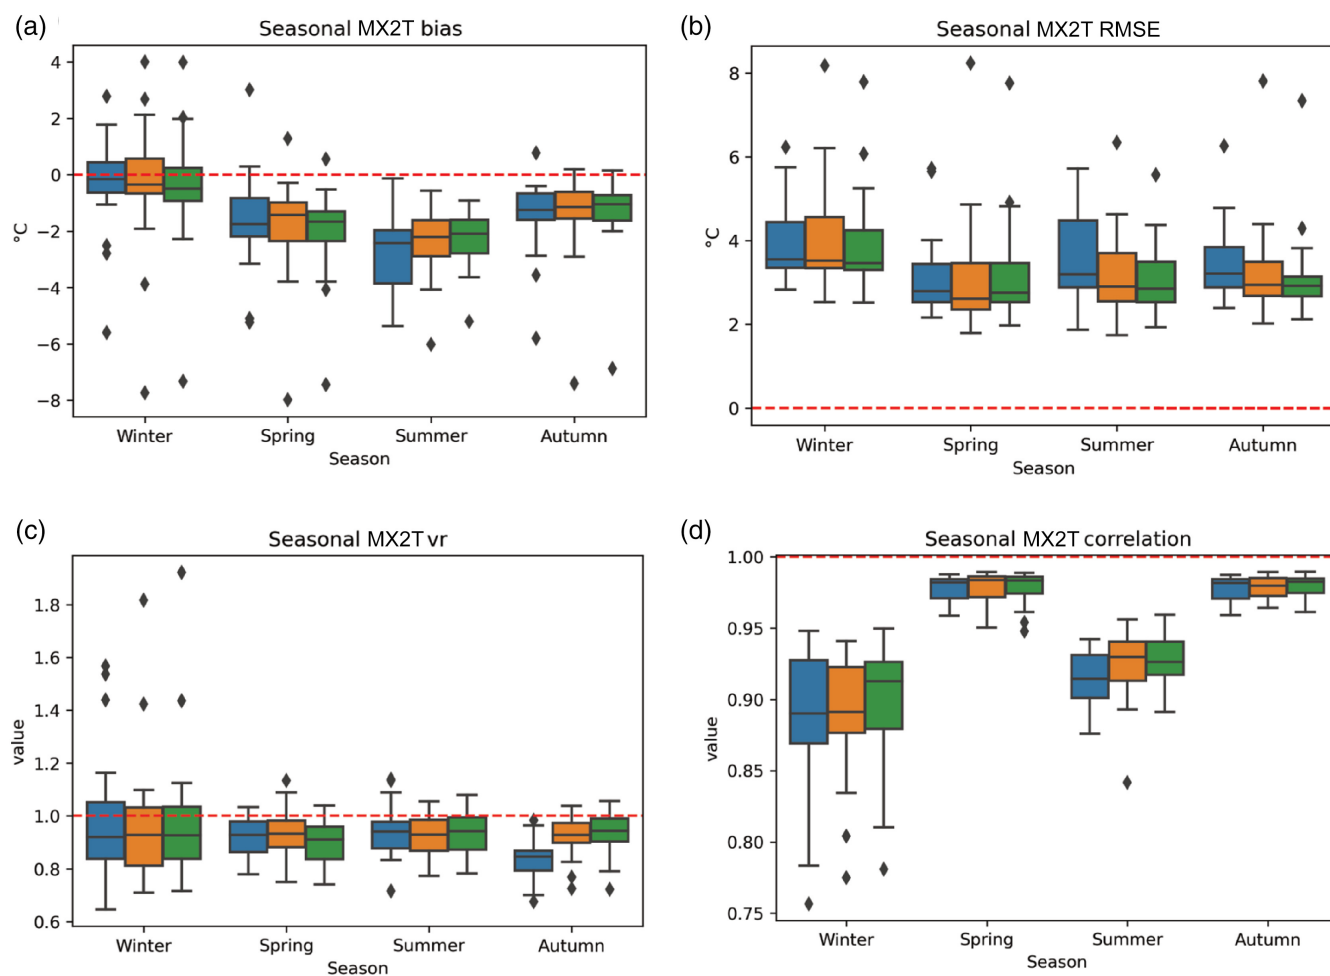 (a)
Seasonal MX2T bias
4
2
0
−2
−4
−6
−8
°C
Winter
Spring
Summer
Autumn
Season
(b)
Seasonal MX2T RMSE
8
6
4
2
0
°C
Winter
Spring
Summer
Autumn
Season
(c)
Seasonal MX2T vr
1.8
1.6
1.4
1.2
1.0
0.8
0.6
value
Winter
Spring
Summer
Autumn
Season
(d)
Seasonal MX2T correlation
1.00
0.95
0.90
0.85
0.80
0.75
value
Winter
Spring
Summer
Autumn
Season